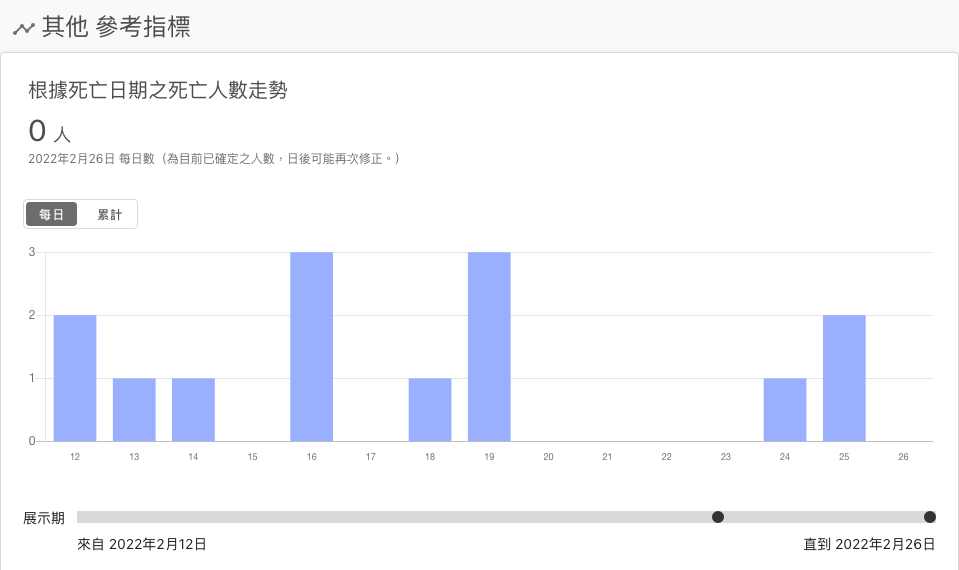 其他 參考指標
根據死亡日期之死亡人數走勢
0 人
2022年2月26日 每日數（為目前已確定之人數，日後可能再次修正。）
每日 累計
3
2
1
0
12 13 14 15 16 17 18 19 20 21 22 23 24 25 26
展示期
來自 2022年2月12日 直到 2022年2月26日